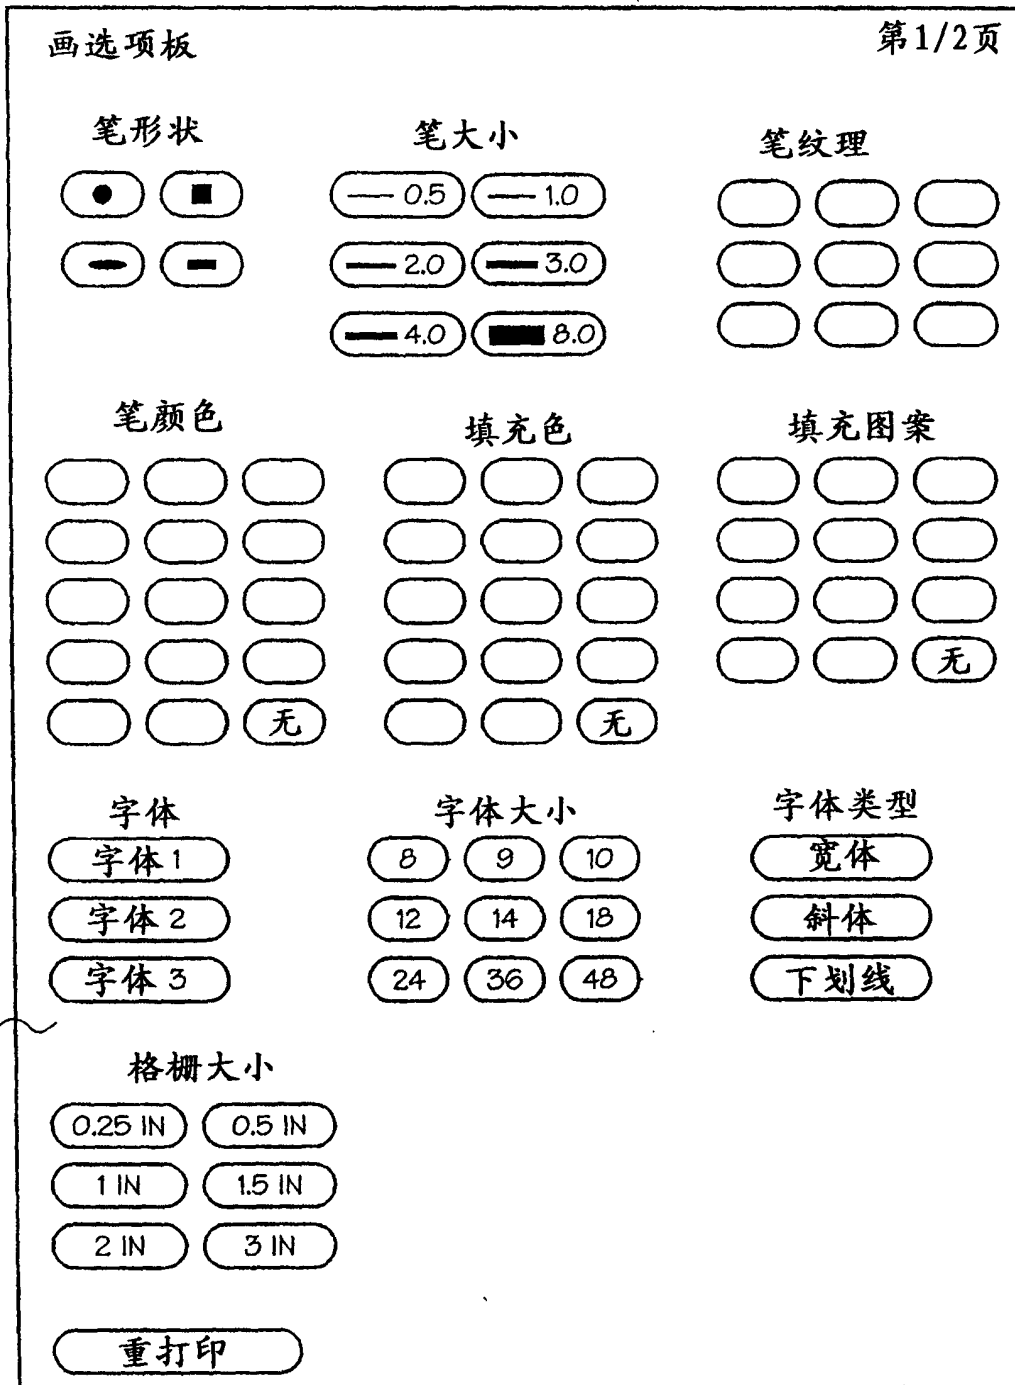 画选项板
第1/2页
笔形状
笔大小
笔纹理
0.5 1.0
2.0 3.0
4.0 8.0
笔颜色
填充色
填充图案
无
无
无
字体
字体大小
字体类型
字体1
8 9 10
宽体
字体2
12 14 18
斜体
字体3
24 36 48
下划线
格栅大小
0.25 IN 0.5 IN
1 IN 1.5 IN
2 IN 3 IN
重打印